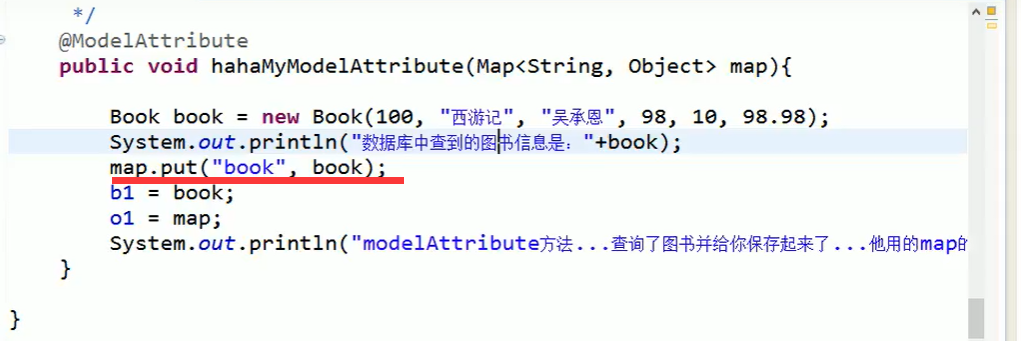 */
@ModelAttribute
public void hahaMyModelAttribute(Map<String, Object> map){
Book book = new Book(100, "西游记", "吴承恩", 98, 10, 98.98);
System.out.println("数据库中查到的图书信息是："+book);
map.put("book", book);
b1 = book;
o1 = map;
System.out.println("modelAttribute方法...查询了图书并给你保存起来了...他用的map的
}
}